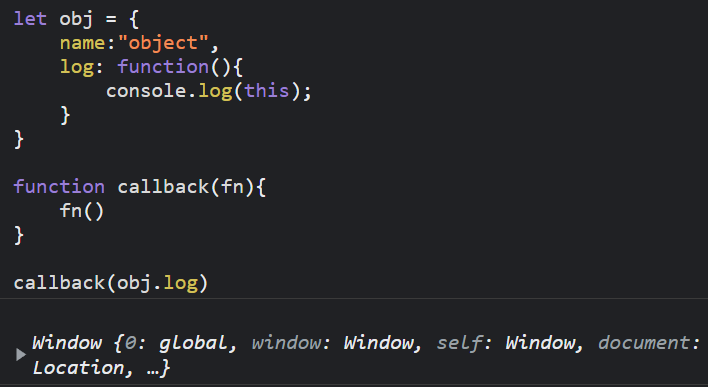 let obj = {
    name:"object",
    log: function(){
        console.log(this);
    }
}

function callback(fn){
    fn()
}

callback(obj.log)
Window {0: global, window: Window, self: Window, document:
Location, …}